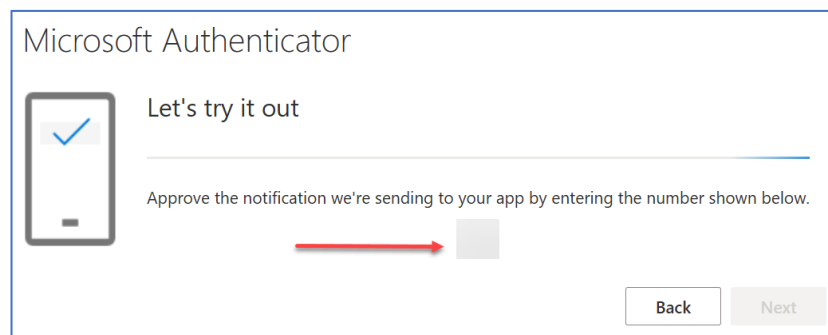 Microsoft Authenticator
Let's try it out
Approve the notification we're sending to your app by entering the number shown below.
Back
Next